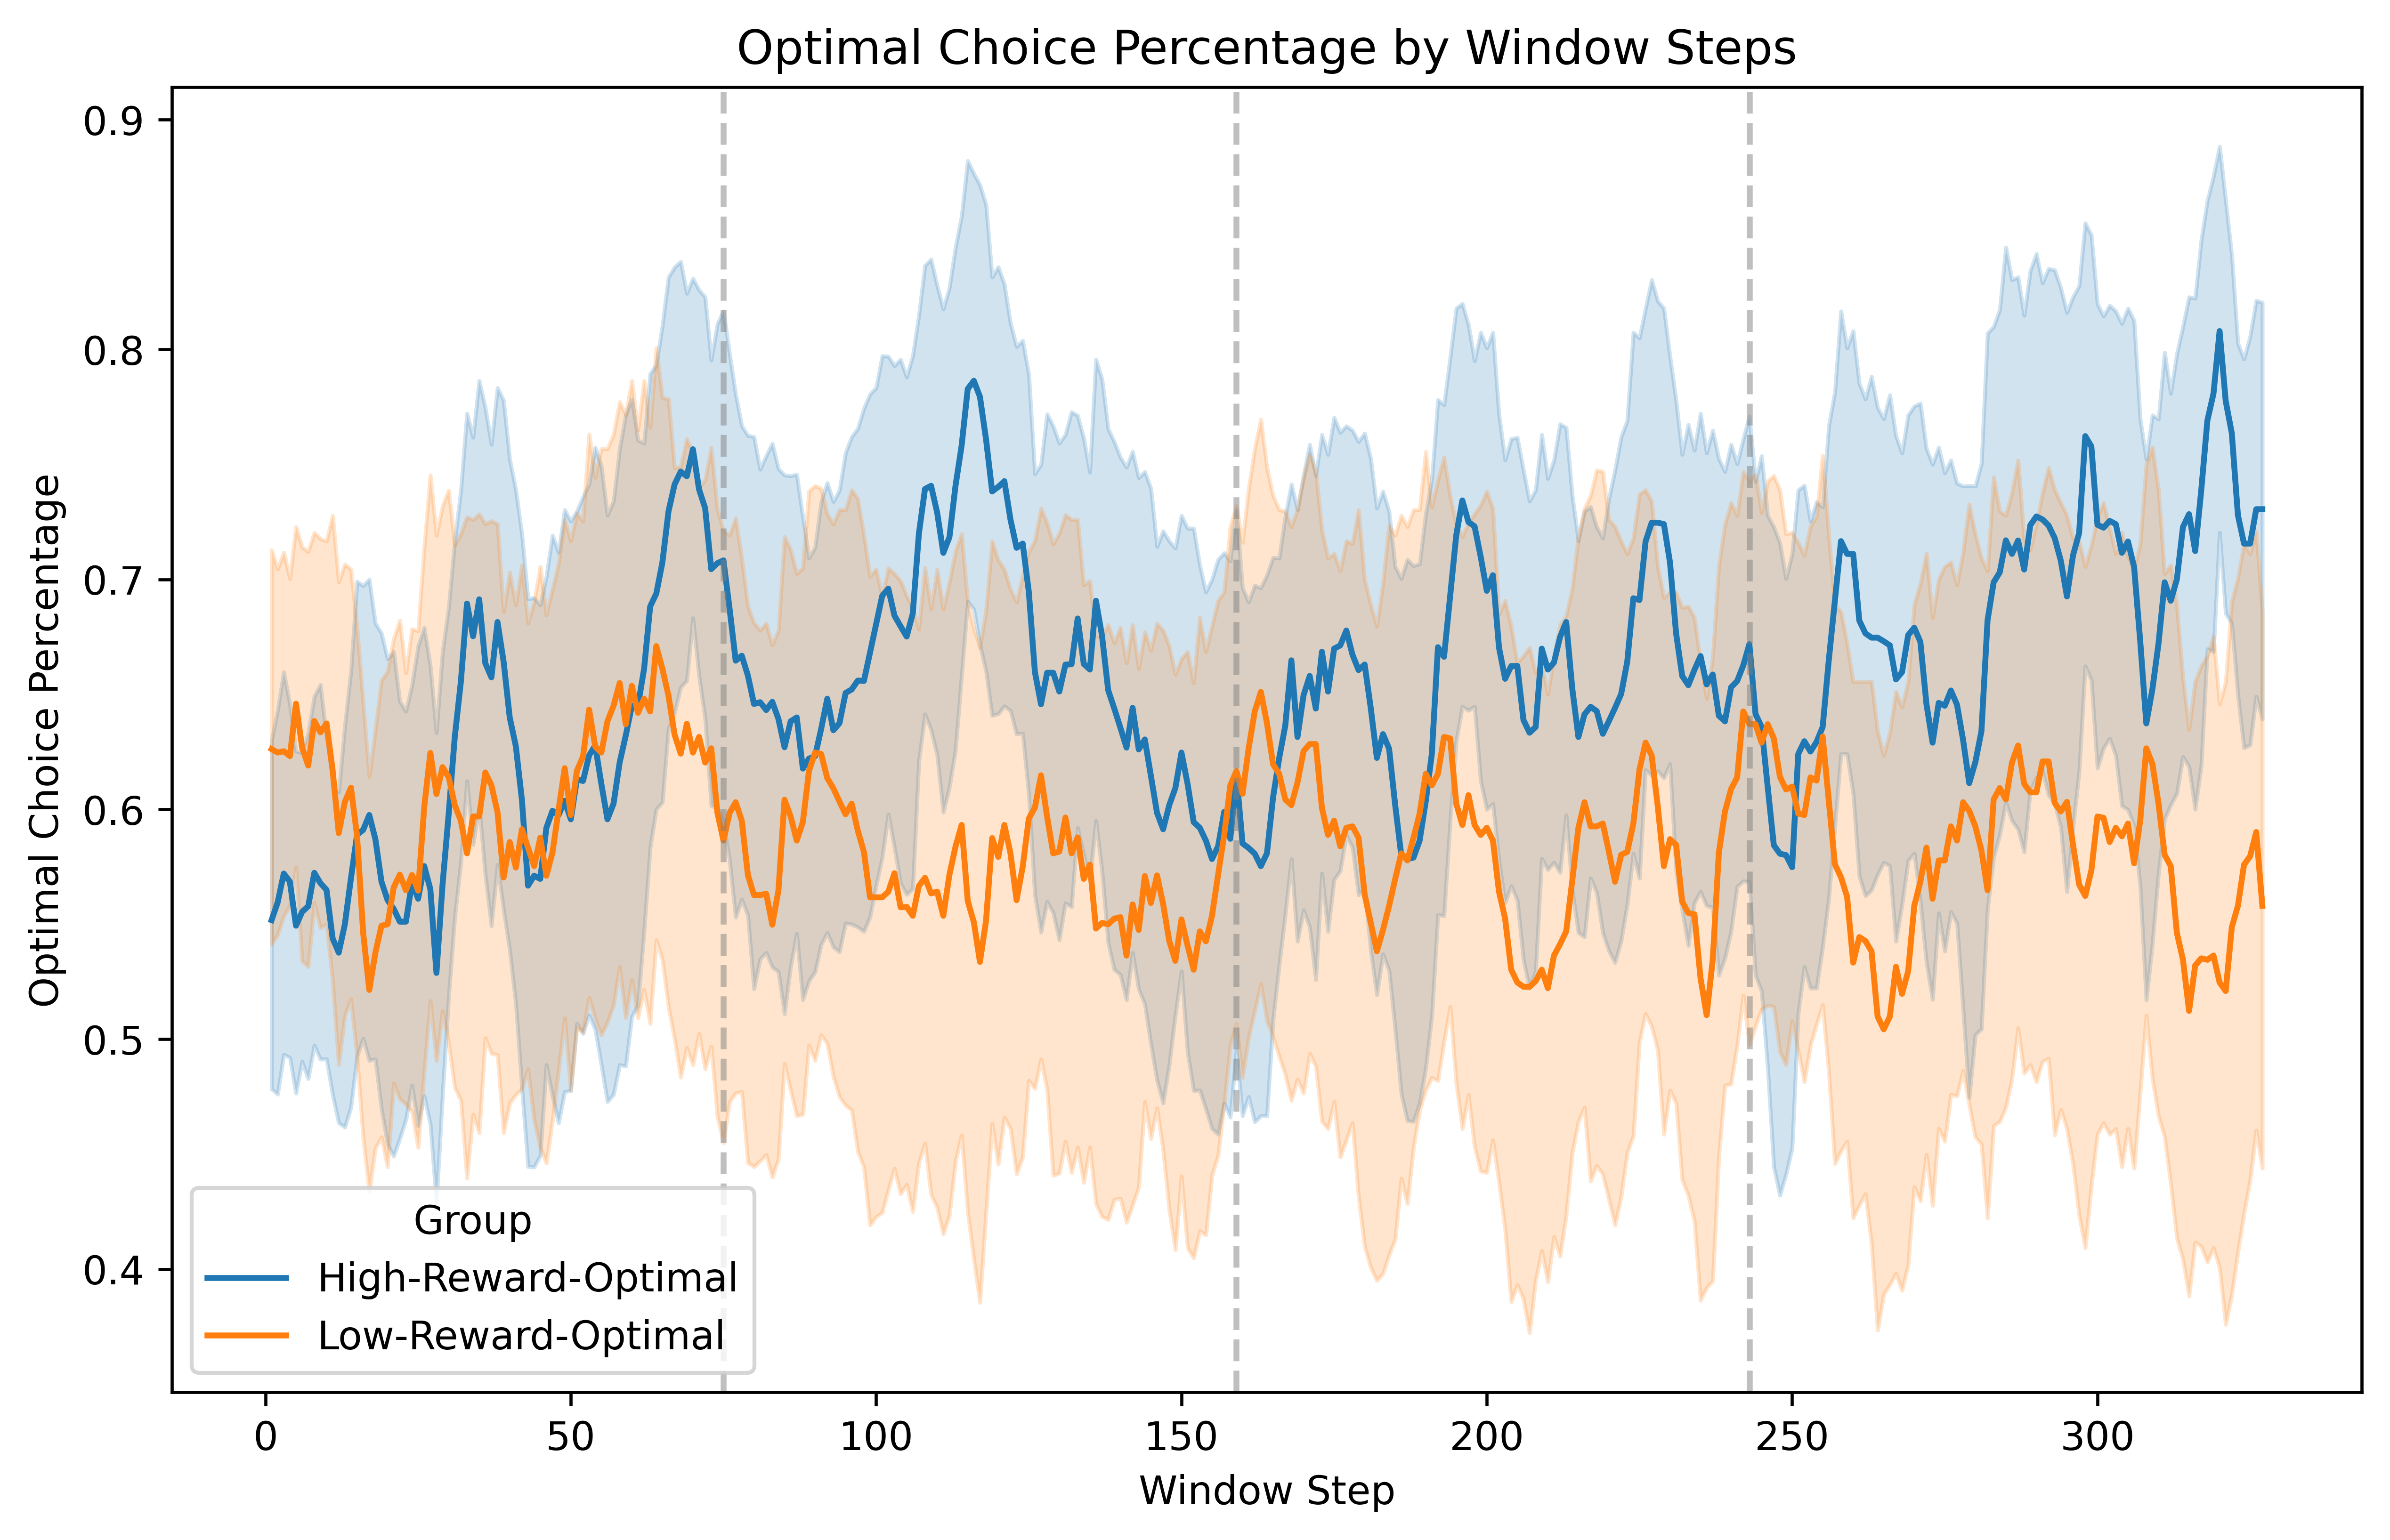 Optimal Choice Percentage by Window Steps
Optimal Choice Percentage
0.9
0.8
0.7
0.6
0.5
0.4
Group
High-Reward-Optimal
Low-Reward-Optimal
0 50 100 150 200 250 300
Window Step